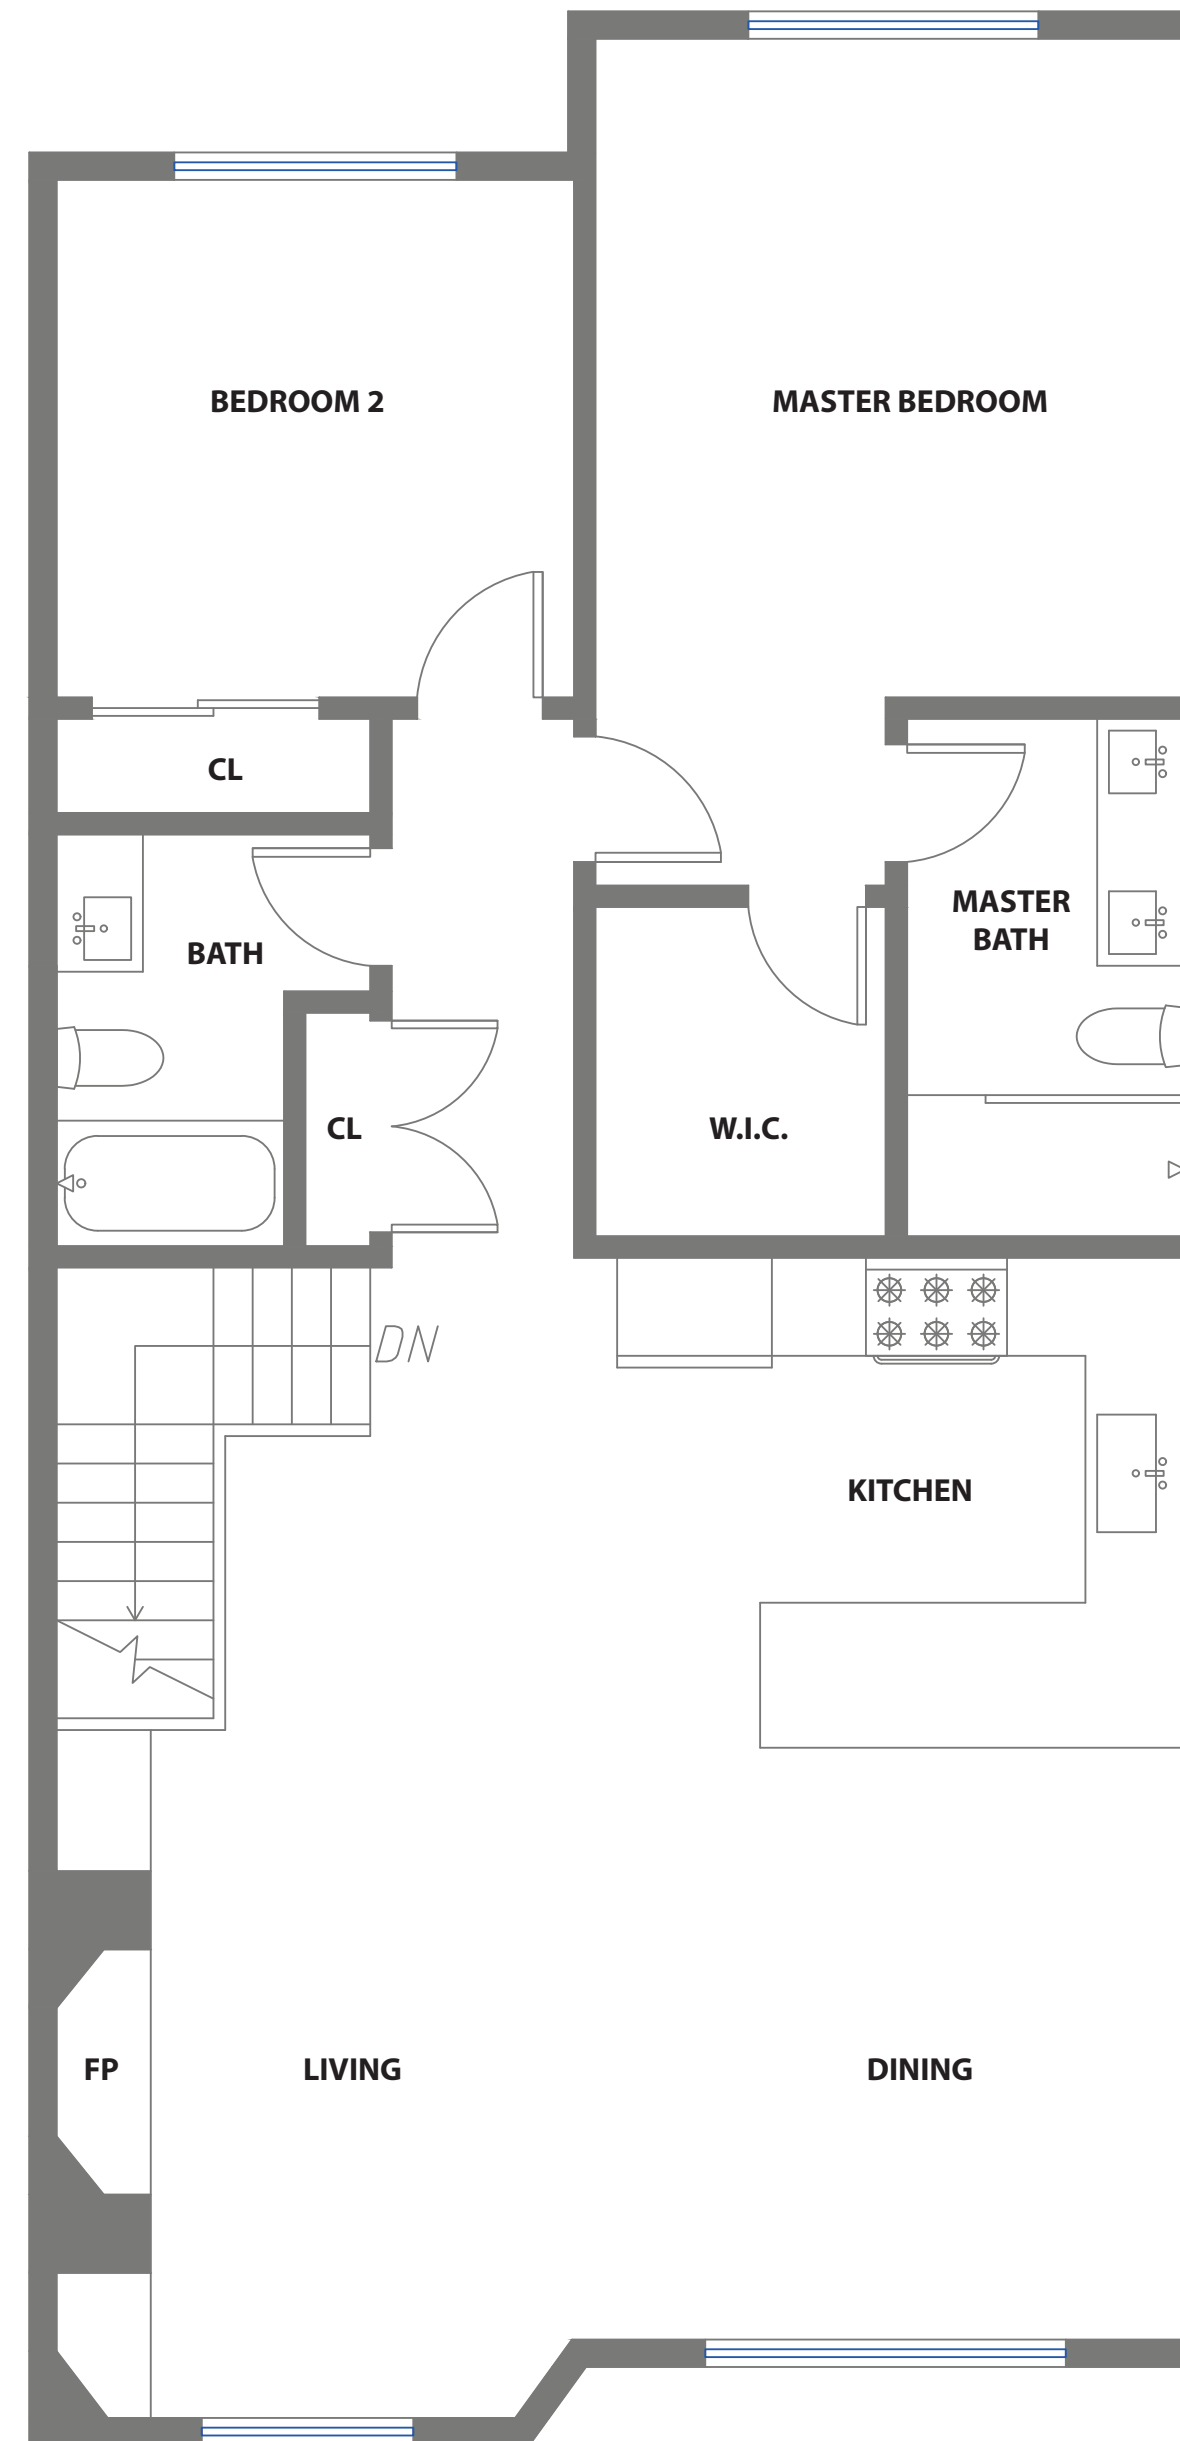 BEDROOM 2
MASTER BEDROOM
CL
MASTER
BATH
BATH
CL
W.I.C.
DN
KITCHEN
FP
LIVING
DINING